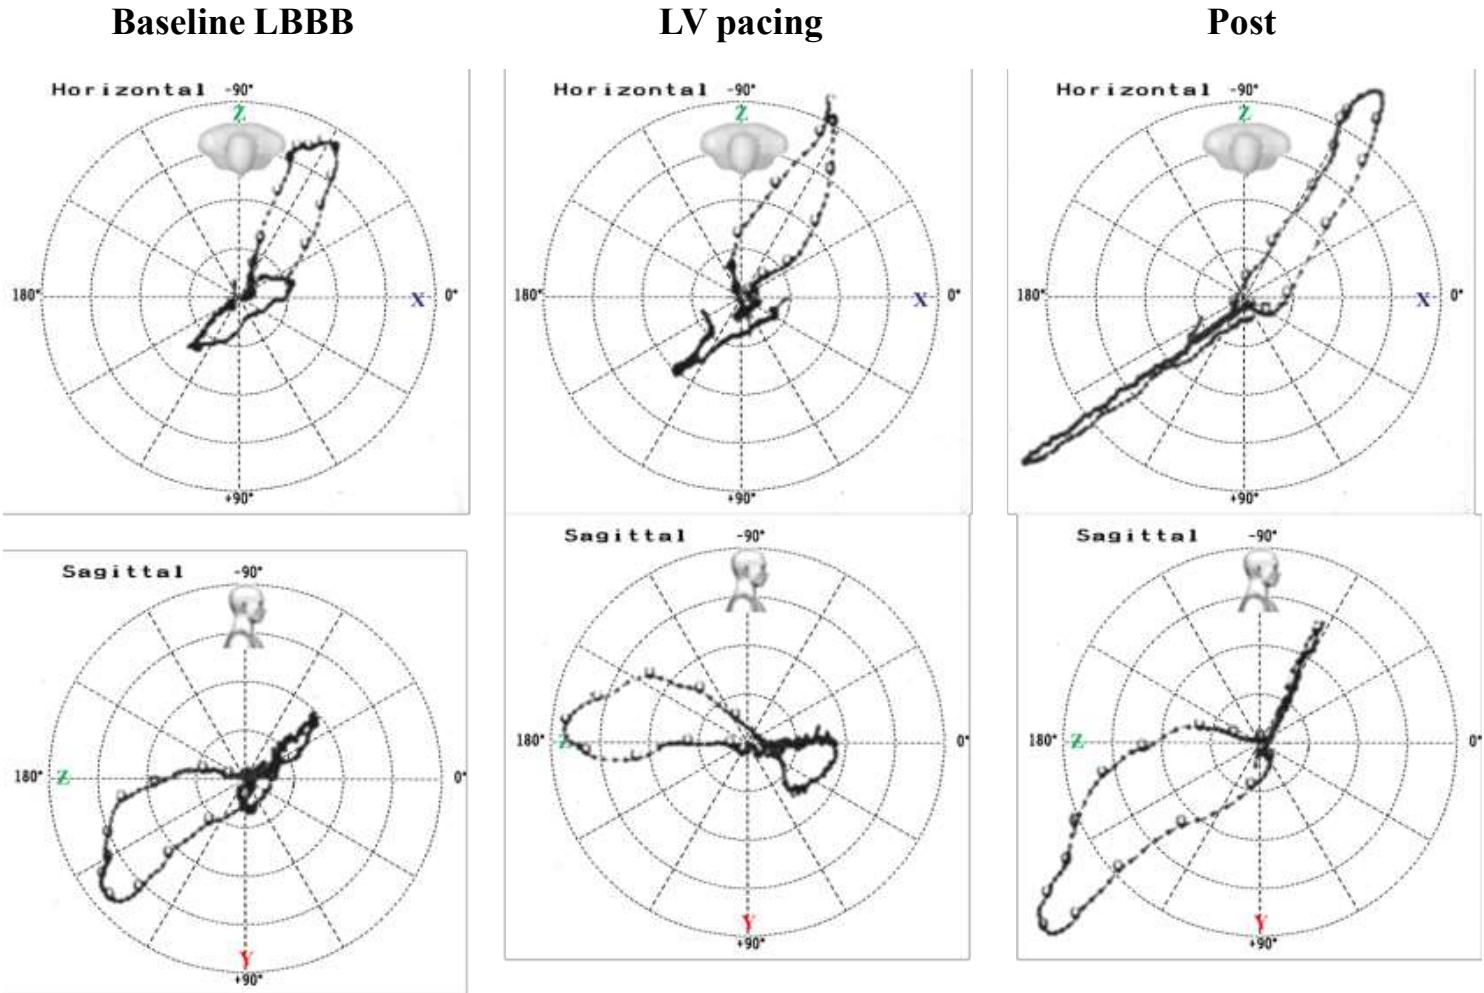 Baseline LBBB
LV pacing
Post
Horizontal -90°
Z
180°
X
0°
+90°
Horizontal -90°
Z
180°
X
0°
+90°
Horizontal -90°
Z
180°
X
0°
+90°
Sagittal -90°
180°
Z
0°
Y
+90°
Sagittal -90°
180°
Z
0°
Y
+90°
Sagittal -90°
180°
Z
0°
Y
+90°